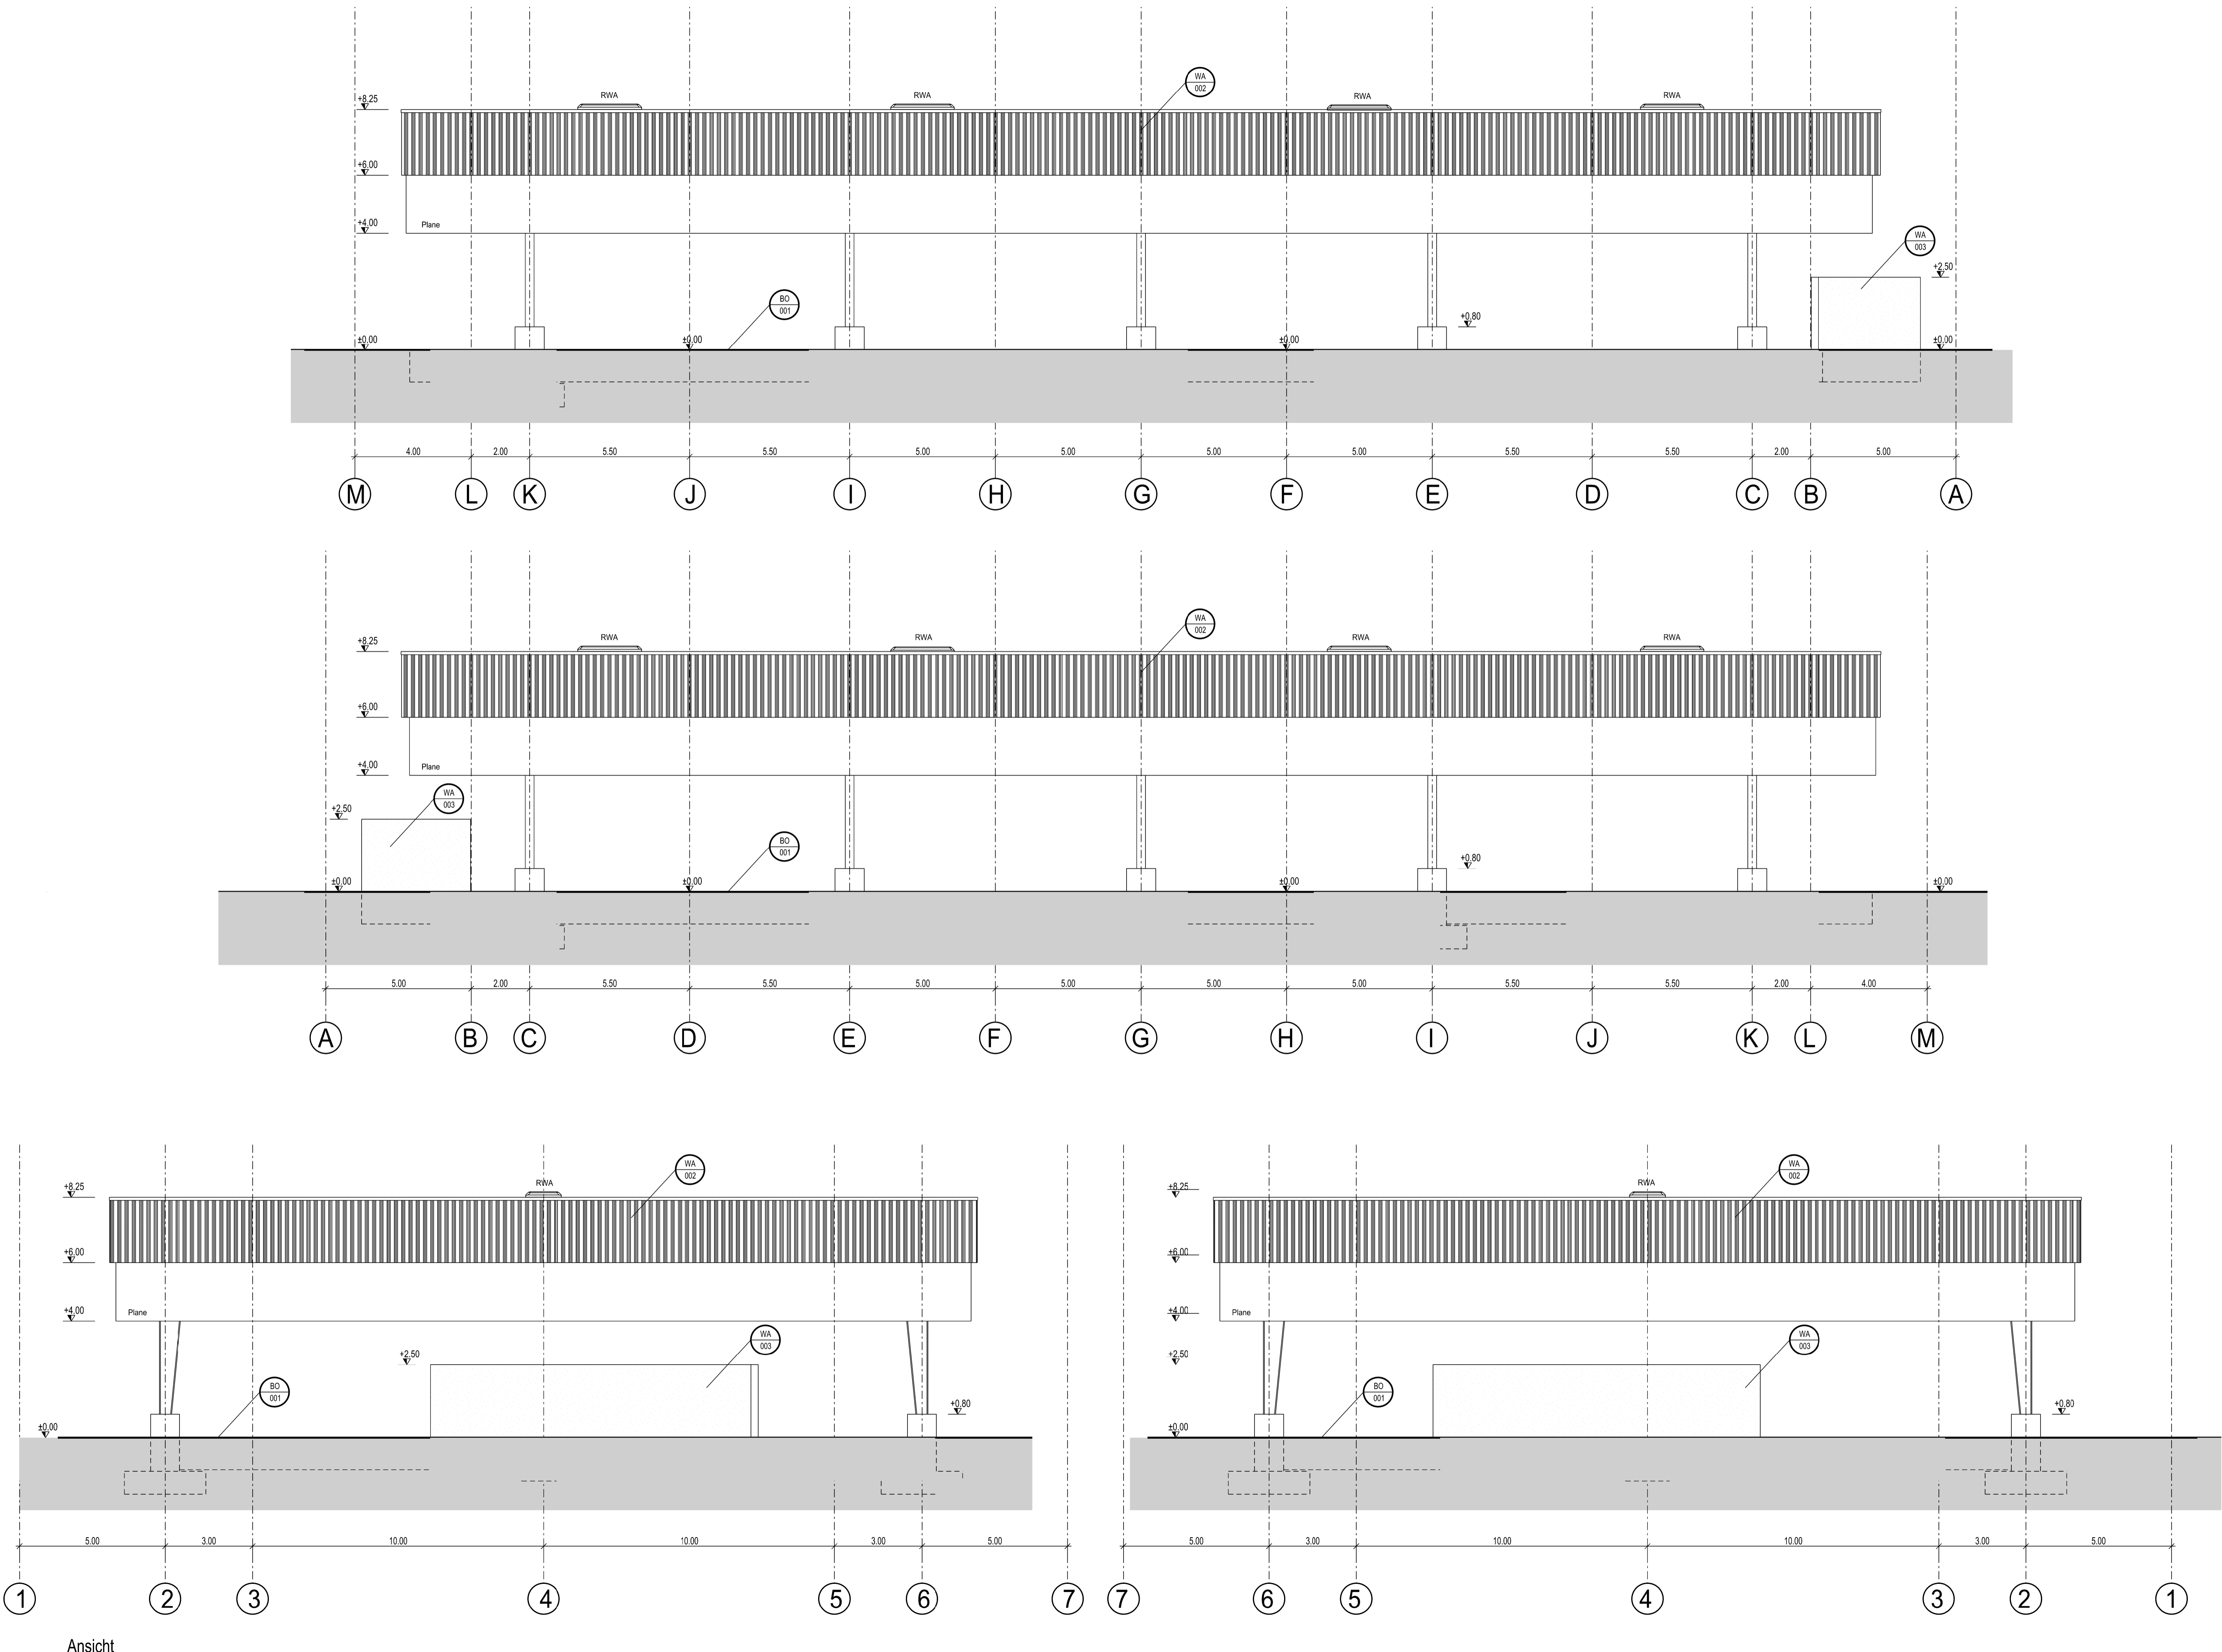 WA
002
RWA RWA RWA RWA
+8.25
+6.00
+4.00
Plane
WA
003
+2.50
BO
001
+0.80
±0.00 ±0.00 ±0.00 ±0.00
4.00 2.00 5.50 5.50 5.00 5.00 5.00 5.00 5.50 5.50 2.00 5.00
M L K J I H G F E D C B A
WA
002
RWA RWA RWA RWA
+8.25
+6.00
+4.00
Plane
WA
003
+2.50
BO
001
+0.80
±0.00 ±0.00 ±0.00 ±0.00
5.00 2.00 5.50 5.50 5.00 5.00 5.00 5.00 5.50 5.50 2.00 4.00
A B C D E F G H I J K L M
WA
002
RWA
+8.25
+6.00
+4.00
Plane
WA
003
+2.50
BO
001
+0.80
±0.00
5.00 3.00 10.00 10.00 3.00 5.00
1 2 3 4 5 6 7
WA
002
RWA
+8.25
+6.00
+4.00
Plane
WA
003
+2.50
BO
001
+0.80
±0.00
5.00 3.00 10.00 10.00 3.00 5.00
7 6 5 4 3 2 1
Ansicht